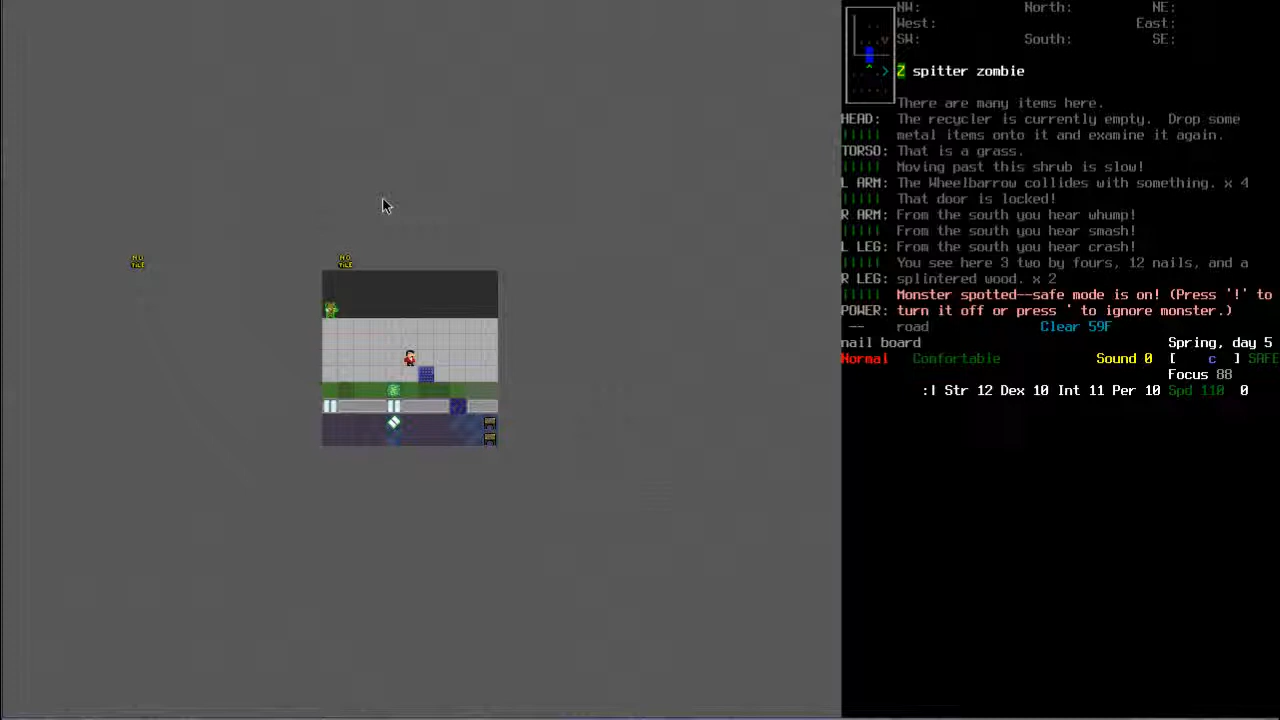 NW: North: NE:
West: East:
SW: South: SE:
Z spitter zombie
There are many items here.
HEAD: The recycler is currently empty. Drop some
metal items onto it and examine it again.
TORSO: That is a grass.
Moving past this shrub is slow!
L ARM: The Wheelbarrow collides with something. x 4
That door is locked!
R ARM: From the south you hear whump!
From the south you hear smash!
L LEG: From the south you hear crash!
You see here 3 two by fours, 12 nails, and a
R LEG: splintered wood. x 2
Monster spotted--safe mode is on! (Press '!' to
POWER: turn it off or press ' to ignore monster.)
-- road Clear 59F
nail board Spring, day 5
Normal Comfortable Sound 0 [ c ] SAFE
Focus 88
:| Str 12 Dex 10 Int 11 Per 10 Spd 110 0
NO TILE
NO TILE